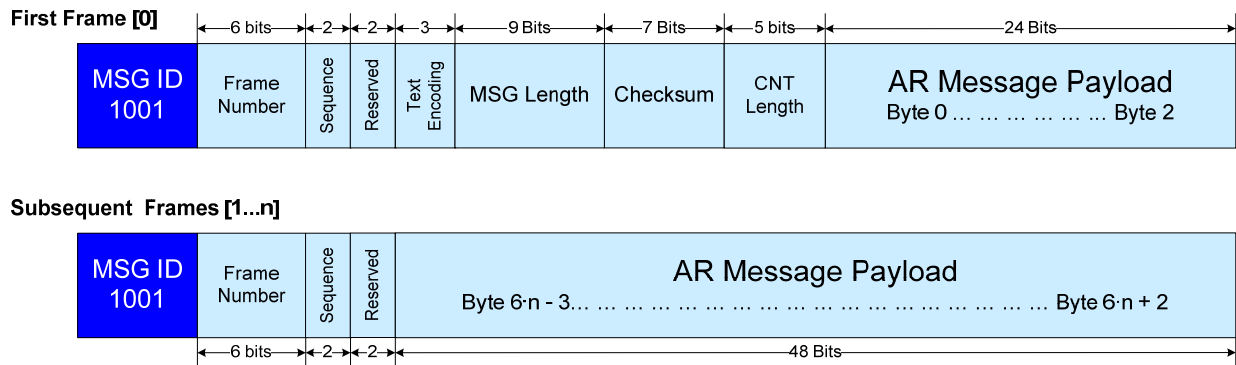 First Frame [0]
6 bits
2
2
3
9 Bits
7 Bits
5 bits
24 Bits
MSG ID
1001
Frame
Number
Sequence
Reserved
Text
Encoding
MSG Length
Checksum
CNT
Length
AR Message Payload
Byte 0 … … … … … ... Byte 2
Subsequent Frames [1...n]
MSG ID
1001
Frame
Number
Sequence
Reserved
AR Message Payload
Byte 6·n - 3... … … … … … … … … … … … … … … … … … Byte 6·n + 2
6 bits
2
2
48 Bits